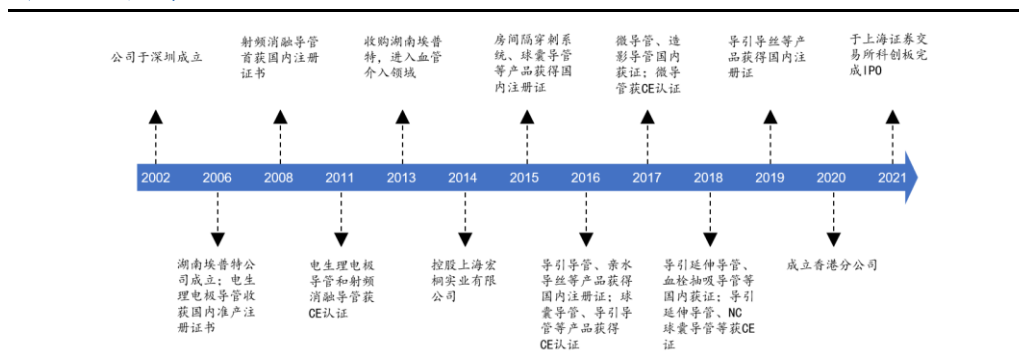 公司于深圳成立
射频消融导管
首获国内注册
证书
收购湖南埃普
特，进入血管
介入领域
房间隔穿刺系
统、球囊导管
等产品获得国
内注册证
微导管、造
影导管国内
获证；微导
管获CE认证
导引导丝等产
品获得国内注
册证
于上海证券交
易所科创板完
成IPO
2002 2006 2008 2011 2013 2014 2015 2016 2017 2018 2019 2020 2021
湖南埃普特公
司成立；电生
理电极导管收
获国内准产注
册证书
电生理电极
导管和射频
消融导管获
CE认证
控股上海宏
桐实业有限
公司
导引导管、亲水
导丝等产品获得
国内注册证；球
囊导管、导引导
管等产品获得
CE认证
导引延伸导管、
血栓抽吸导管等
国内获证；导引
延伸导管、NC
球囊导管等获CE
证
成立香港分公司